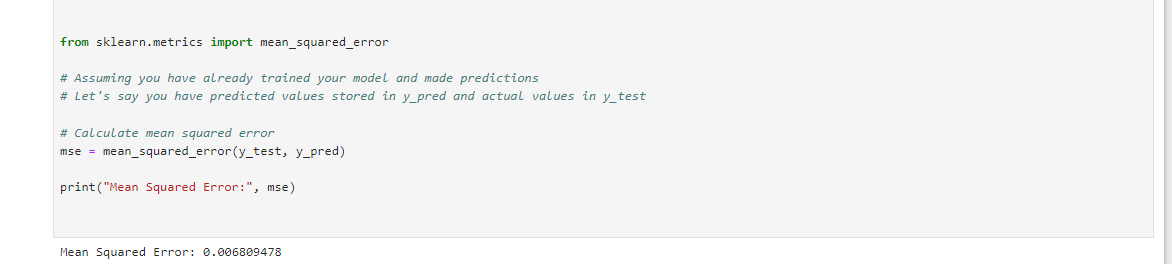 from sklearn.metrics import mean_squared_error
# Assuming you have already trained your model and made predictions
# Let's say you have predicted values stored in y_pred and actual values in y_test
# Calculate mean squared error
mse = mean_squared_error(y_test, y_pred)
print("Mean Squared Error:", mse)
Mean Squared Error: 0.006809478